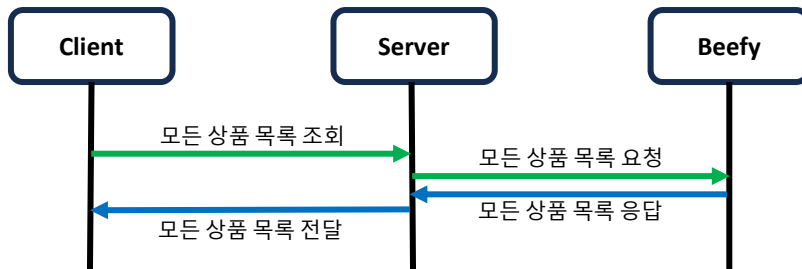 Client
Server
Beefy
모든 상품 목록 조회
모든 상품 목록 요청
모든 상품 목록 응답
모든 상품 목록 전달